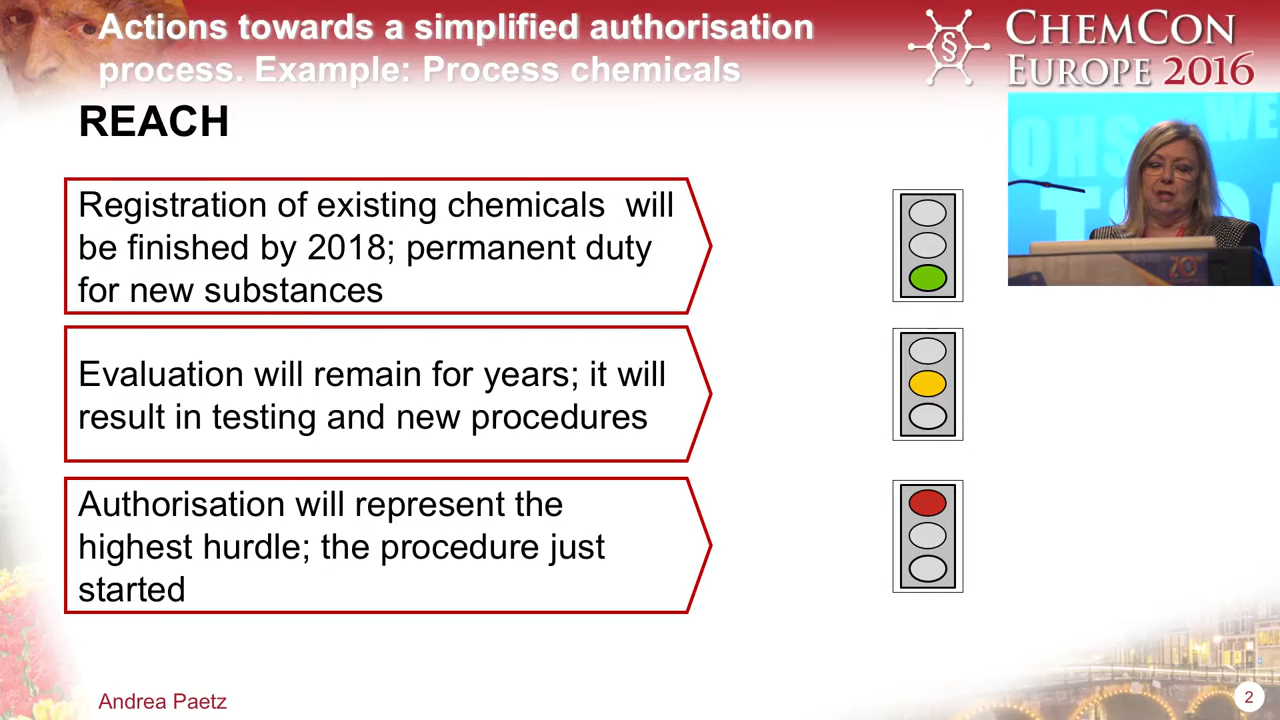 Actions towards a simplified authorisation
process. Example: Process chemicals
§
CHEMCON
EUROPE 2016
REACH
OHS WE
Registration of existing chemicals  will
be finished by 2018; permanent duty
for new substances
Evaluation will remain for years; it will
result in testing and new procedures
Authorisation will represent the
highest hurdle; the procedure just
started
Andrea Paetz
2